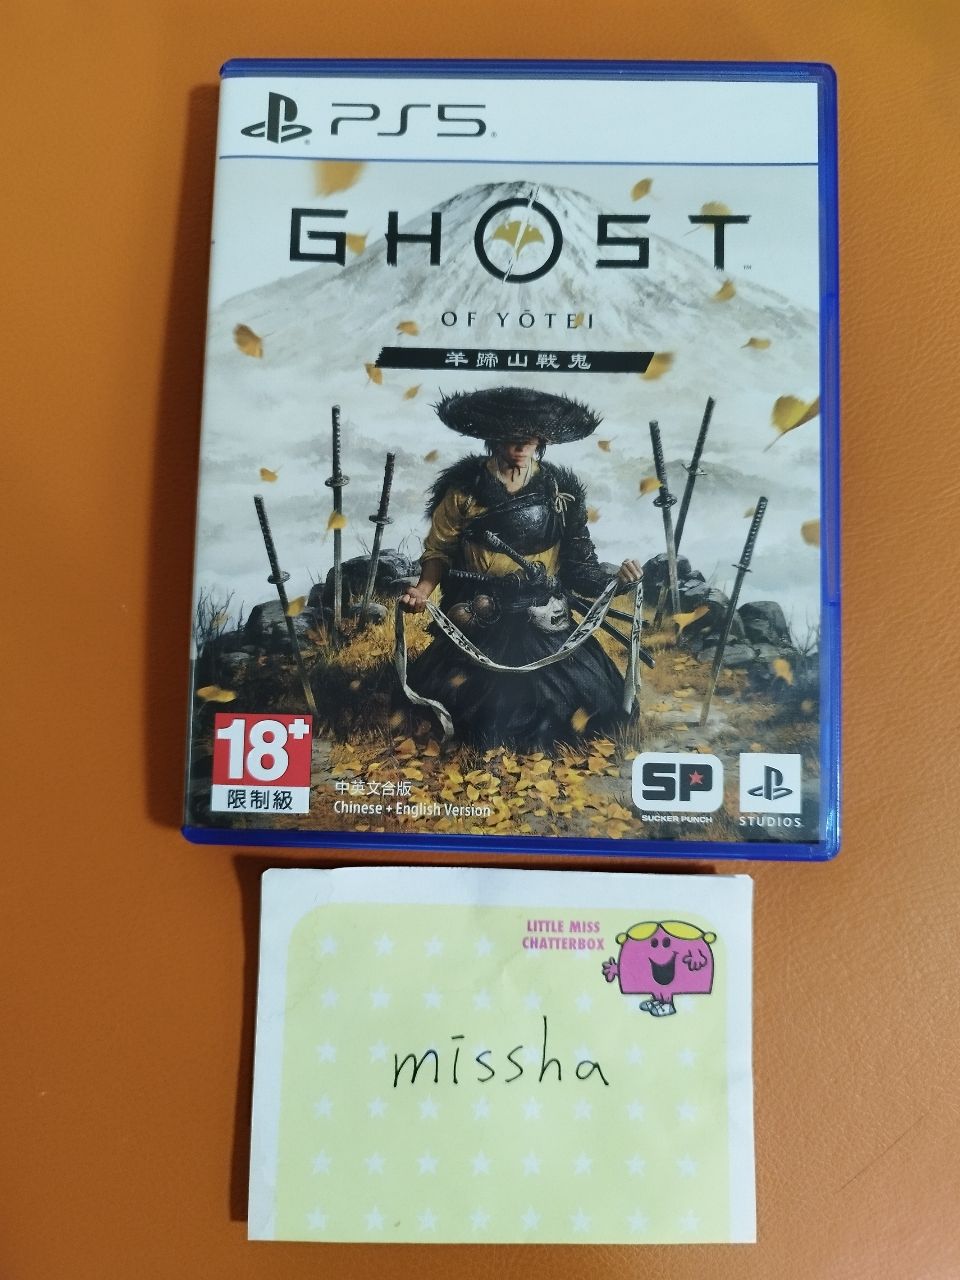 PS5
GHOST
OF YŌTEI
羊蹄山戰鬼
18+
限制級
中英文合版
Chinese + English Version
SP
SUCKER PUNCH
STUDIOS
LITTLE MISS
CHATTERBOX
missha